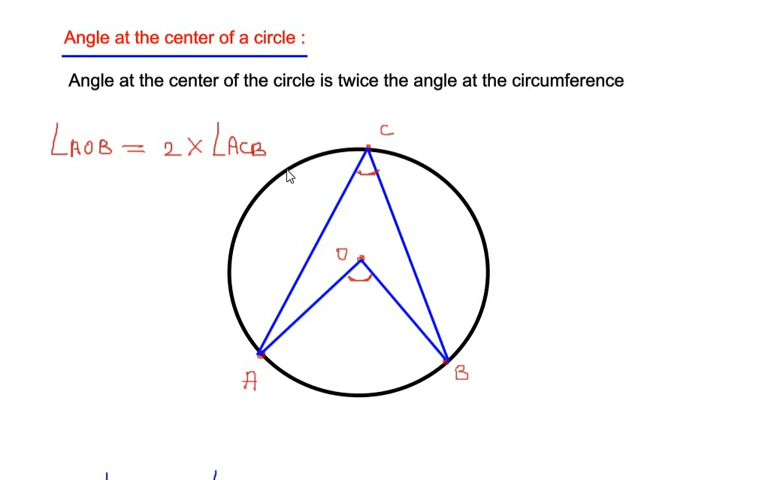 Angle at the center of a circle :
Angle at the center of the circle is twice the angle at the circumference
∠AOB = 2 × ∠ACB
C
O
A
B